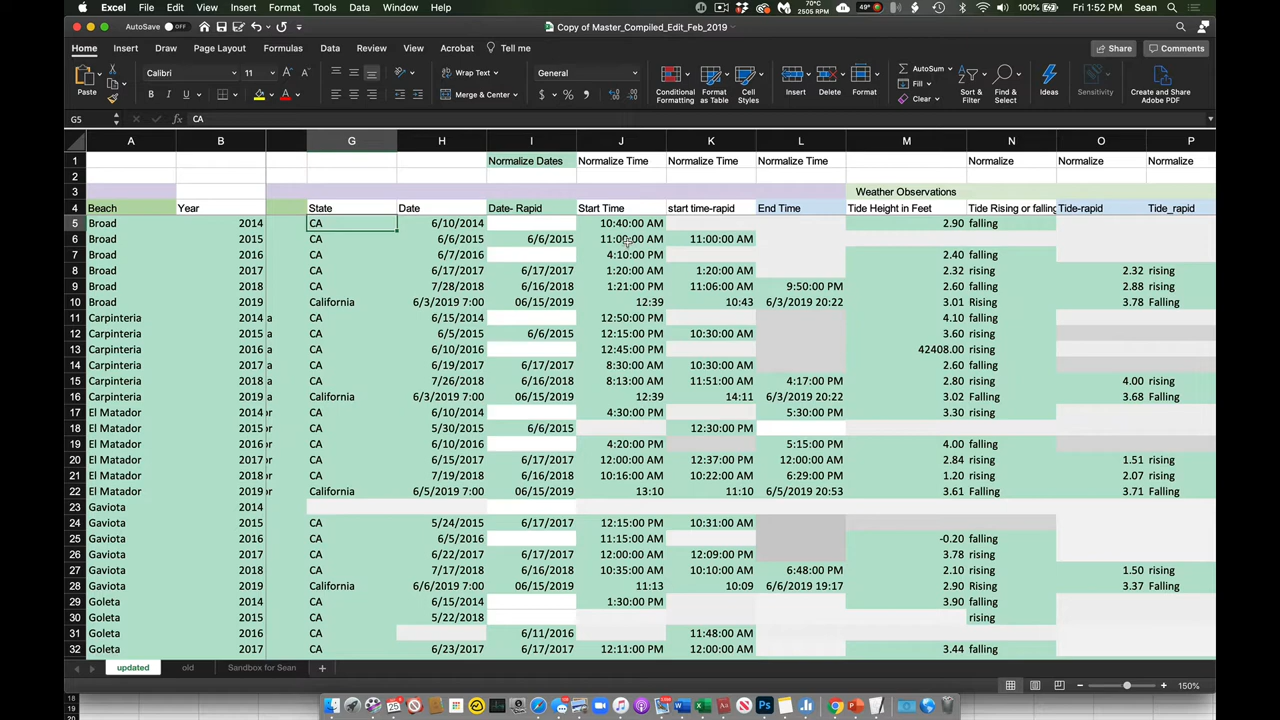 Excel File Edit View Insert Format Tools Data Window Help 49° 70°C 2505 RPM 100% Fri 1:52 PM Sean
AutoSave OFF Copy of Master_Compiled_Edit_Feb_2019
Home Insert Draw Page Layout Formulas Data Review View Acrobat Tell me Share Comments
Paste Calibri 11 Wrap Text General Conditional Formatting Format as Table Cell Styles Insert Delete Format AutoSum Fill Clear Sort & Filter Find & Select Ideas Sensitivity Create and Share Adobe PDF
B I U Merge & Center $ % ,
G5 fx CA
A B G H I J K L M N O P
1 Normalize Dates Normalize Time Normalize Time Normalize Time Normalize Normalize Normalize
2
3 Weather Observations
4 Beach Year State Date Date- Rapid Start Time start time-rapid End Time Tide Height in Feet Tide Rising or falling Tide-rapid Tide_rapid
5 Broad 2014 CA 6/10/2014 10:40:00 AM 2.90 falling
6 Broad 2015 CA 6/6/2015 6/6/2015 11:00:00 AM 11:00:00 AM
7 Broad 2016 CA 6/7/2016 4:10:00 PM 2.40 falling
8 Broad 2017 CA 6/17/2017 6/17/2017 1:20:00 AM 1:20:00 AM 2.32 rising 2.32 rising
9 Broad 2018 CA 7/28/2018 6/16/2018 1:21:00 PM 11:06:00 AM 9:50:00 PM 2.60 falling 2.88 rising
10 Broad 2019 California 6/3/2019 7:00 06/15/2019 12:39 10:43 6/3/2019 20:22 3.01 Rising 3.78 Falling
11 Carpinteria 2014 a CA 6/15/2014 12:50:00 PM 4.10 falling
12 Carpinteria 2015 a CA 6/5/2015 6/6/2015 12:15:00 PM 10:30:00 AM 3.60 rising
13 Carpinteria 2016 a CA 6/10/2016 12:45:00 PM 42408.00 rising
14 Carpinteria 2017 a CA 6/19/2017 6/17/2017 8:30:00 AM 10:30:00 AM 2.60 falling
15 Carpinteria 2018 a CA 7/26/2018 6/16/2018 8:13:00 AM 11:51:00 AM 4:17:00 PM 2.80 rising 4.00 rising
16 Carpinteria 2019 a California 6/3/2019 7:00 06/15/2019 12:39 14:11 6/3/2019 20:22 3.02 Rising 3.68 Falling
17 El Matador 2014 or CA 6/10/2014 4:30:00 PM 5:30:00 PM 3.30 rising
18 El Matador 2015 or CA 5/30/2015 6/6/2015 12:30:00 PM
19 El Matador 2016 or CA 6/10/2016 4:20:00 PM 5:15:00 PM 4.00 falling
20 El Matador 2017 or CA 6/15/2017 6/17/2017 12:00:00 AM 12:37:00 PM 12:00:00 AM 2.84 rising 1.51 rising
21 El Matador 2018 or CA 7/19/2018 6/16/2018 10:16:00 AM 10:22:00 AM 6:29:00 PM 1.20 rising 2.07 rising
22 El Matador 2019 or California 6/5/2019 7:00 06/15/2019 13:10 11:10 6/5/2019 20:53 3.61 Falling 3.71 Falling
23 Gaviota 2014
24 Gaviota 2015 CA 5/24/2015 6/17/2017 12:15:00 PM 10:31:00 AM
25 Gaviota 2016 CA 6/5/2016 11:15:00 AM -0.20 falling
26 Gaviota 2017 CA 6/22/2017 6/17/2017 12:00:00 AM 12:09:00 PM 3.78 rising
27 Gaviota 2018 CA 7/17/2018 6/16/2018 10:35:00 AM 10:10:00 AM 6:48:00 PM 2.10 rising 1.50 rising
28 Gaviota 2019 California 6/6/2019 7:00 06/15/2019 11:13 10:09 6/6/2019 19:17 2.90 Rising 3.37 Falling
29 Goleta 2014 CA 6/15/2014 1:30:00 PM 3.90 falling
30 Goleta 2015 CA 5/22/2018 rising
31 Goleta 2016 CA 6/11/2016 11:48:00 AM
32 Goleta 2017 CA 6/23/2017 6/17/2017 12:11:00 PM 12:00:00 AM 3.44 falling
updated old Sandbox for Sean +
150%
18
19